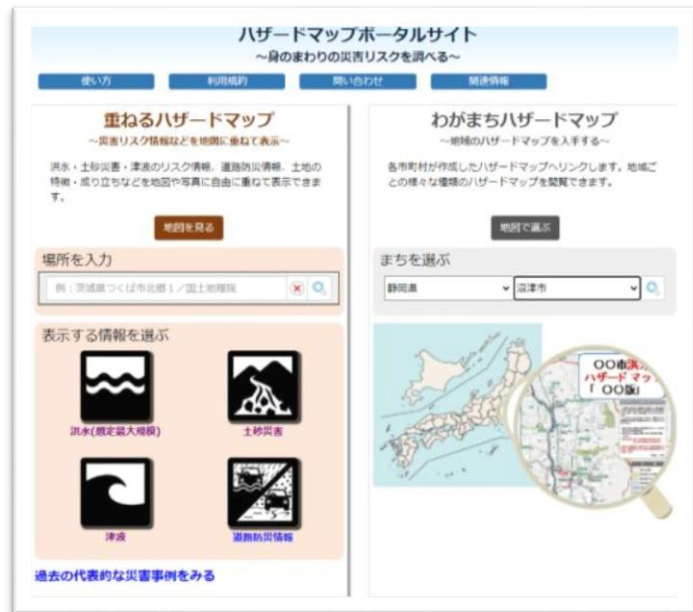 ハザードマップポータルサイト
～身のまわりの災害リスクを調べる～
使い方
利用規約
問い合わせ
関連情報
重ねるハザードマップ
～災害リスク情報などを地図に重ねて表示～
洪水・土砂災害・津波のリスク情報、道路防災情報、土地の
特徴・成り立ちなどを地図や写真に自由に重ねて表示できま
す。
地図を見る
場所を入力
例：茨城県つくば市北郷１／国土地理院
表示する情報を選ぶ
洪水(想定最大規模)
土砂災害
津波
道路防災情報
過去の代表的な災害事例をみる
わがまちハザードマップ
～地域のハザードマップを入手する～
各市町村が作成したハザードマップへリンクします。地域ご
との様々な種類のハザードマップを閲覧できます。
地図で選ぶ
まちを選ぶ
静岡県
沼津市
〇〇市洪
ハザード マッ
「 〇〇版」